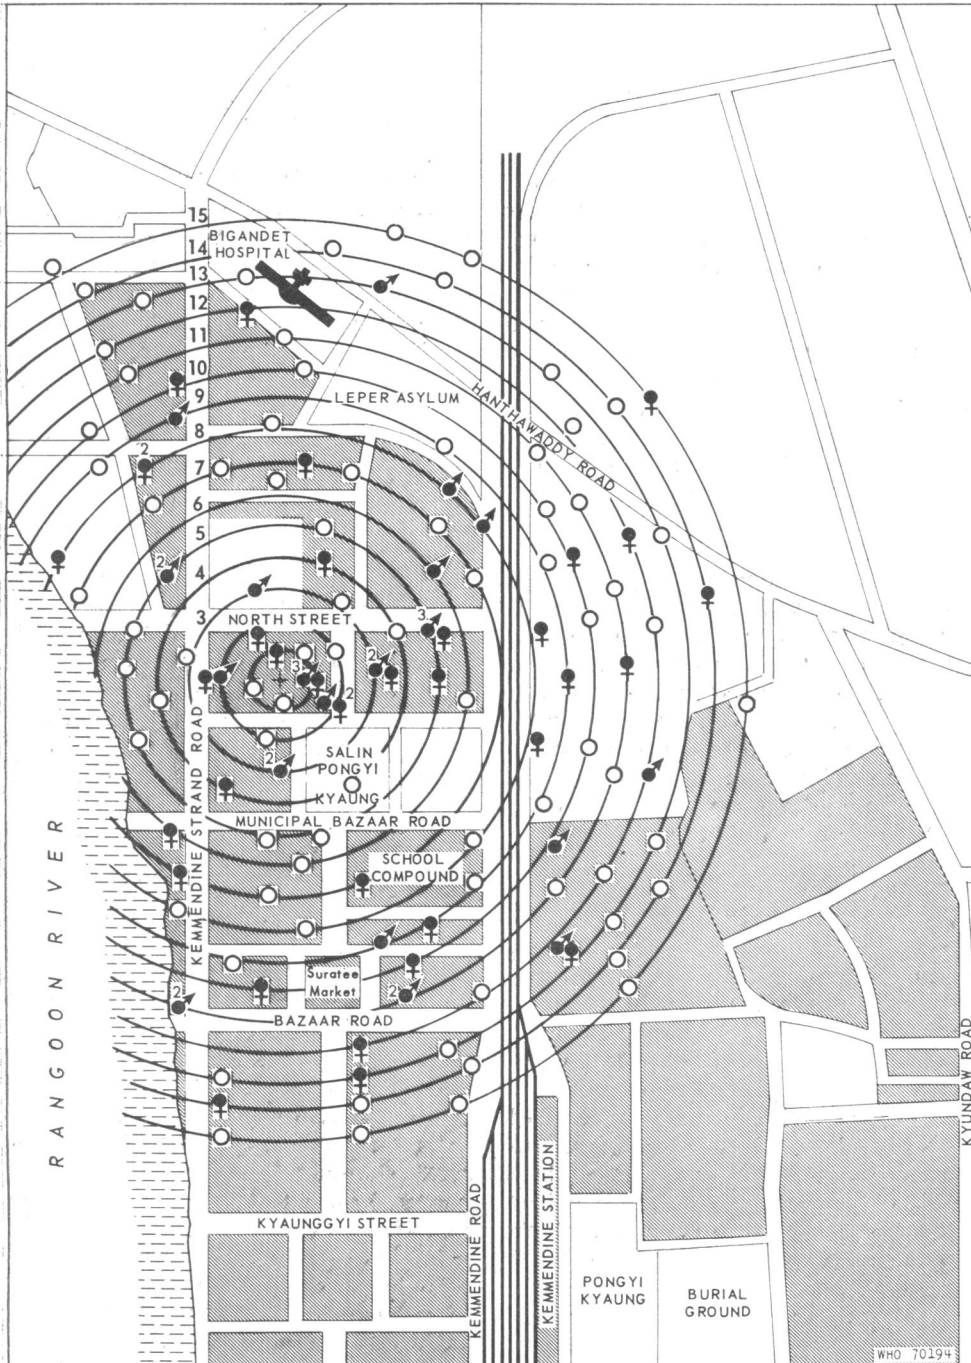 15
BIGANDET
HOSPITAL
14
13
12
11
10
9
LEPER ASYLUM
HANTHAWADDY ROAD
8
2
7
6
5
2
4
3
NORTH STREET
3
3
2
2
SALIN
PONGYI
KYAUNG
2
KEMMENDINE STRAND ROAD
MUNICIPAL BAZAAR ROAD
SCHOOL
COMPOUND
RANGOON RIVER
Suratee
Market
2
2
BAZAAR ROAD
KYUNDAW ROAD
KYAUNGGYI STREET
KEMMENDINE ROAD
KEMMENDINE STATION
PONGYI
KYAUNG
BURIAL
GROUND
WHO 70194